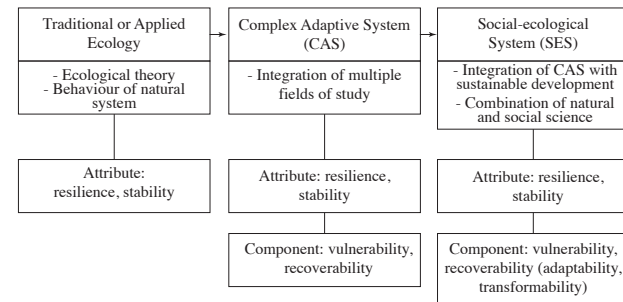 Traditional or Applied
Ecology
- Ecological theory
- Behaviour of natural
system
Attribute:
resilience, stability
Complex Adaptive System
(CAS)
- Integration of multiple
fields of study
Attribute: resilience,
stability
Component: vulnerability,
recoverability
Social-ecological
System (SES)
- Integration of CAS with
sustainable development
- Combination of natural
and social science
Attribute: resilience,
stability
Component: vulnerability,
recoverability (adaptability,
transformability)